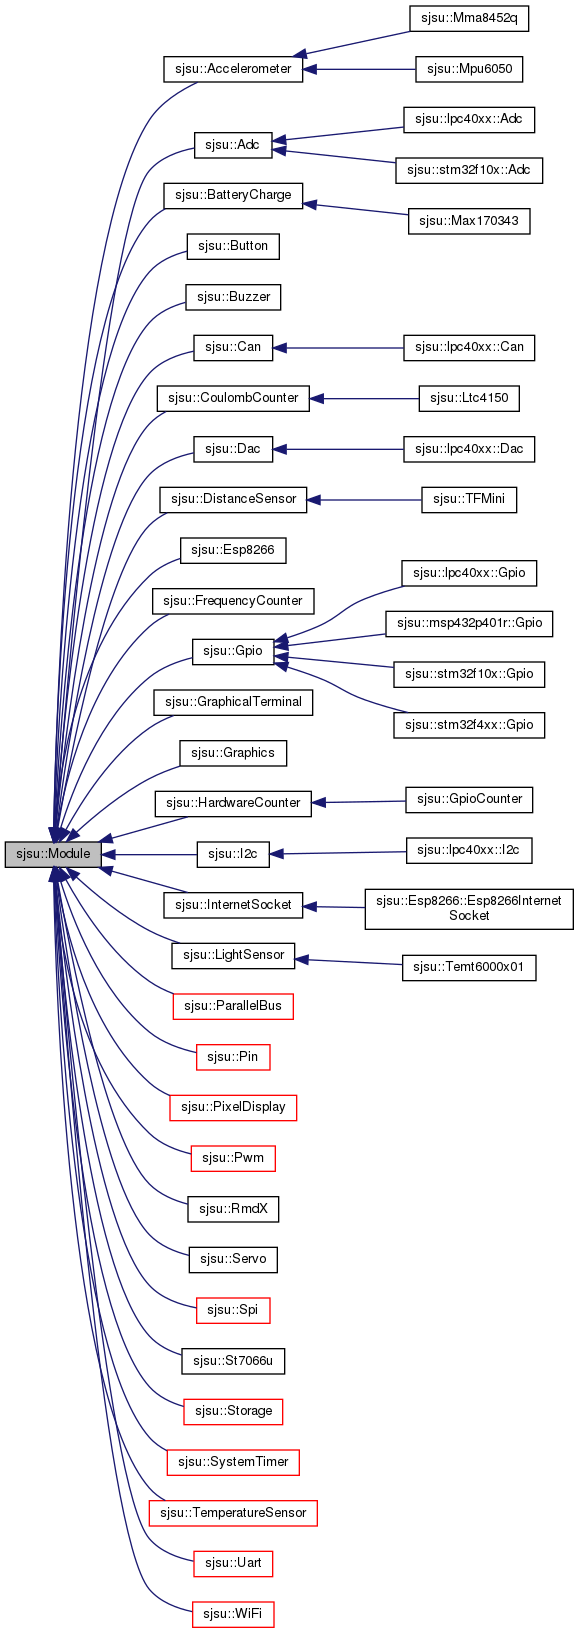 sjsu::Mma8452q
sjsu::Accelerometer
sjsu::Mpu6050
sjsu::lpc40xx::Adc
sjsu::Adc
sjsu::stm32f10x::Adc
sjsu::BatteryCharge
sjsu::Max170343
sjsu::Button
sjsu::Buzzer
sjsu::Can
sjsu::lpc40xx::Can
sjsu::CoulombCounter
sjsu::Ltc4150
sjsu::Dac
sjsu::lpc40xx::Dac
sjsu::DistanceSensor
sjsu::TFMini
sjsu::Esp8266
sjsu::lpc40xx::Gpio
sjsu::FrequencyCounter
sjsu::msp432p401r::Gpio
sjsu::Gpio
sjsu::stm32f10x::Gpio
sjsu::GraphicalTerminal
sjsu::stm32f4xx::Gpio
sjsu::Graphics
sjsu::HardwareCounter
sjsu::GpioCounter
sjsu::Module
sjsu::I2c
sjsu::lpc40xx::I2c
sjsu::InternetSocket
sjsu::Esp8266::Esp8266Internet
Socket
sjsu::LightSensor
sjsu::Temt6000x01
sjsu::ParallelBus
sjsu::Pin
sjsu::PixelDisplay
sjsu::Pwm
sjsu::RmdX
sjsu::Servo
sjsu::Spi
sjsu::St7066u
sjsu::Storage
sjsu::SystemTimer
sjsu::TemperatureSensor
sjsu::Uart
sjsu::WiFi